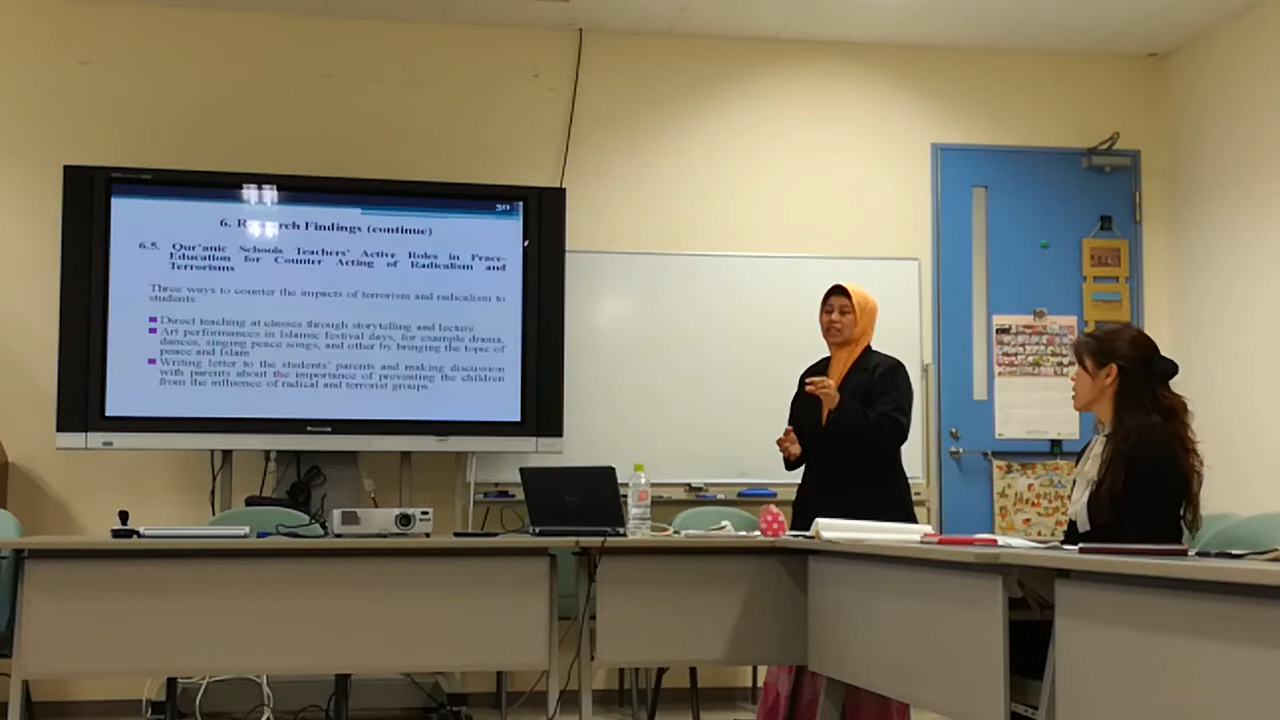 30
6. Research Findings (continue)
6.5. Qur'anic Schools Teachers' Active Roles in Peace-
Education for Counter Acting of Radicalism and
Terrorisms
Three ways to counter the impacts of terrorism and radicalism to
students:
Direct teaching at classes through storytelling and lecture
Art performances in Islamic festival days, for example drama,
dances, singing peace songs, and other by bringing the topic of
peace and Islam
Writing letter to the students' parents and making discussion
with parents about the importance of preventing the children
from the influence of radical and terrorist groups.
Panasonic